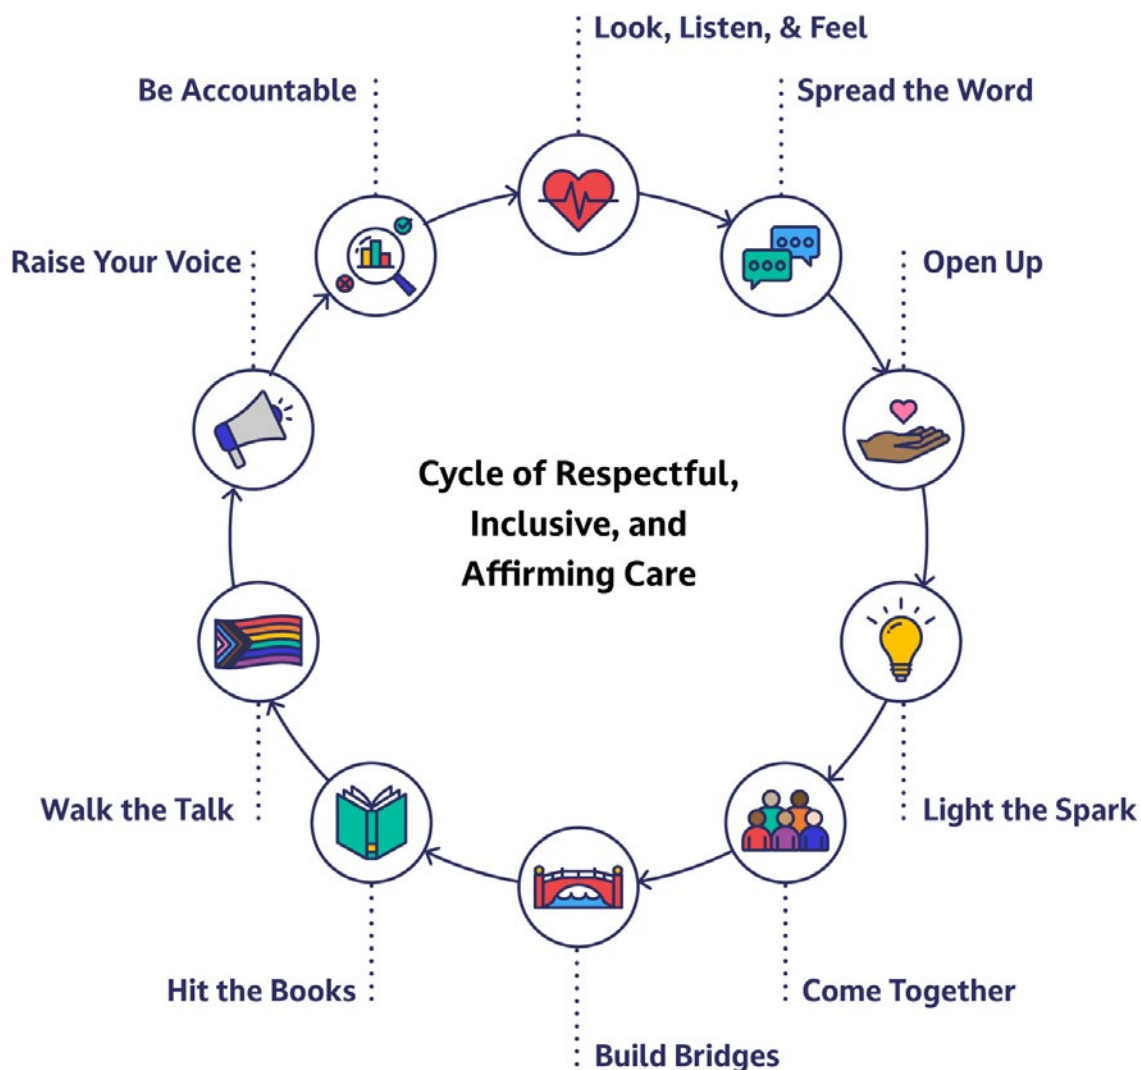 Look, Listen, & Feel
Spread the Word
Open Up
Light the Spark
Come Together
Build Bridges
Hit the Books
Walk the Talk
Raise Your Voice
Be Accountable
Cycle of Respectful,
Inclusive, and
Affirming Care